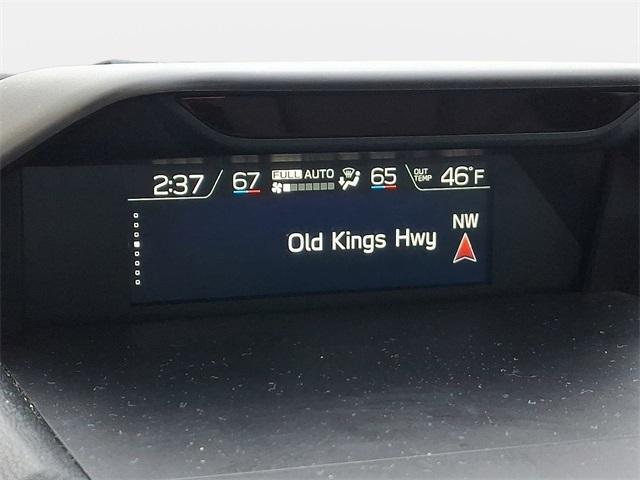 2:37 67 FULL AUTO 65 OUT TEMP 46°F
NW
Old Kings Hwy